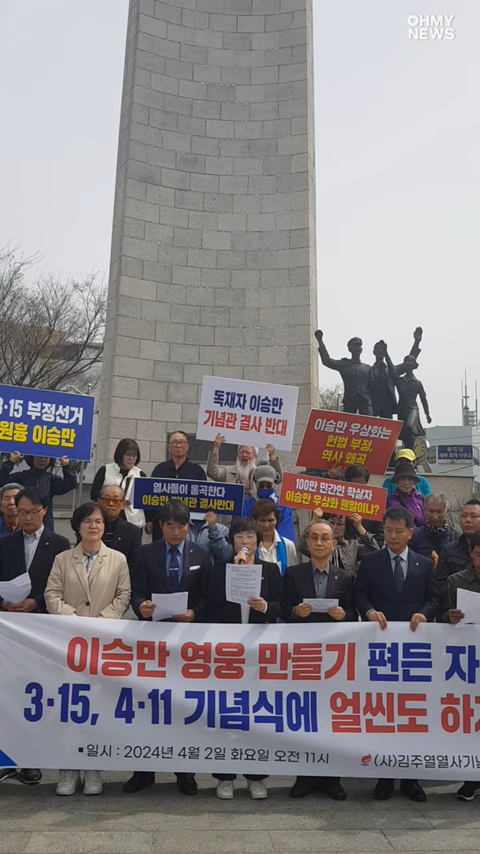 OHMY
NEWS
3·15 부정선거
원흉 이승만
독재자 이승만
기념관 결사 반대
이승만 우상화는
헌법 부정,
역사 왜곡
열사들이 통곡한다
기념관 결사반대
100만 민간인 학살자
이승만 우상화 웬말이냐?
이승만 영웅 만들기 편든 자
3·15, 4·11 기념식에 얼씬도 하지
■일시 : 2024년 4월 2일 화요일 오전 11시
(사)김주열열사기념